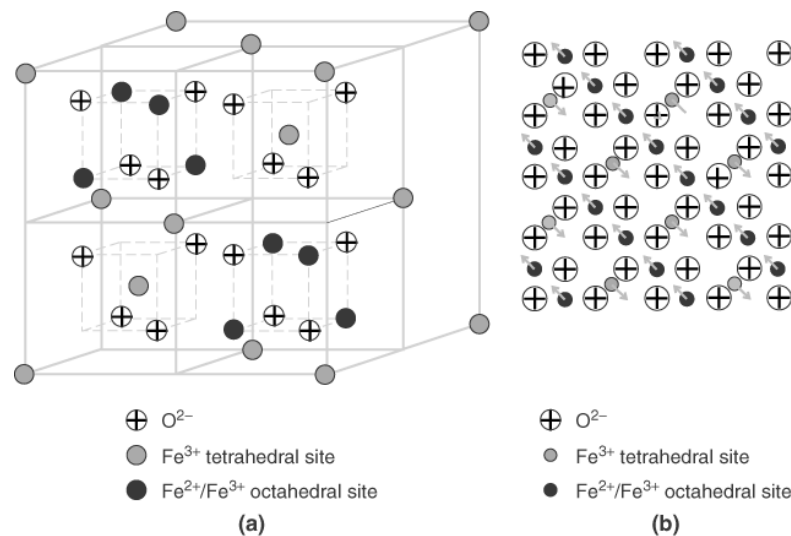 O²⁻
Fe³⁺ tetrahedral site
Fe²⁺/Fe³⁺ octahedral site
(a)
O²⁻
Fe³⁺ tetrahedral site
Fe²⁺/Fe³⁺ octahedral site
(b)